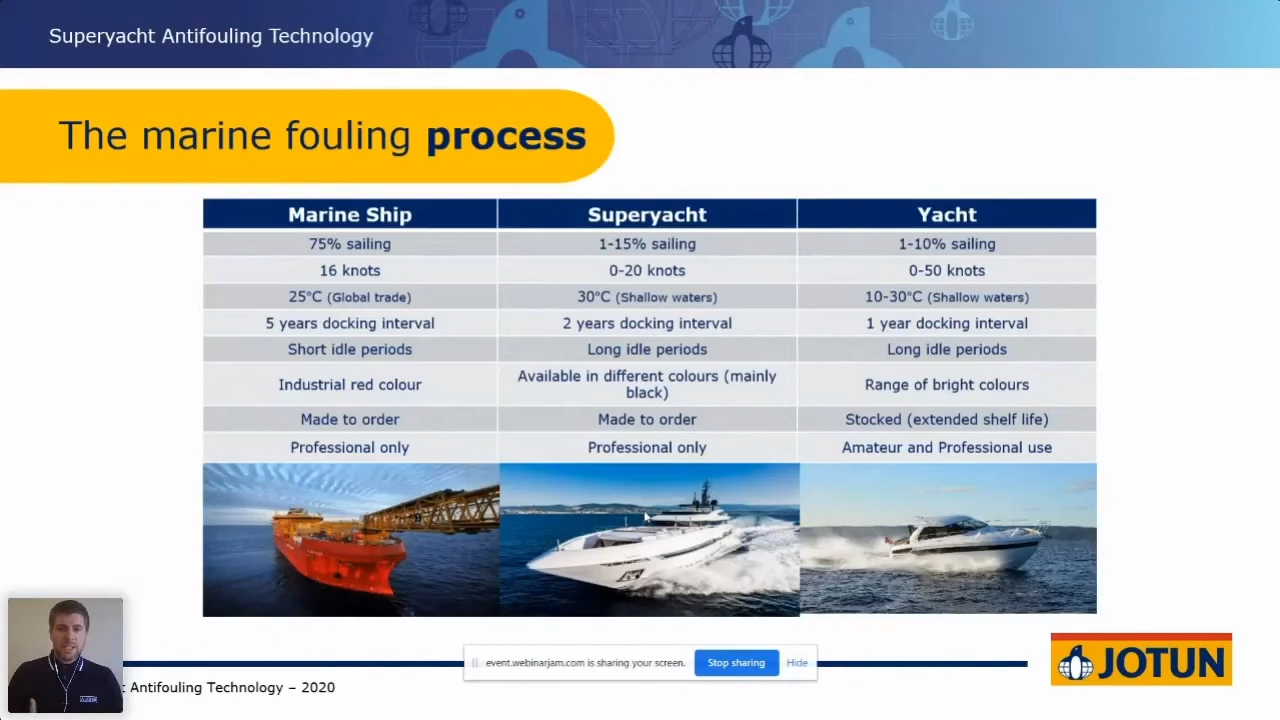 Superyacht Antifouling Technology
The marine fouling process
Marine Ship Superyacht Yacht
75% sailing 1-15% sailing 1-10% sailing
16 knots 0-20 knots 0-50 knots
25°C (Global trade) 30°C (Shallow waters) 10-30°C (Shallow waters)
5 years docking interval 2 years docking interval 1 year docking interval
Short idle periods Long idle periods Long idle periods
Industrial red colour Available in different colours (mainly black) Range of bright colours
Made to order Made to order Stocked (extended shelf life)
Professional only Professional only Amateur and Professional use
event.webinarjam.com is sharing your screen. Stop sharing Hide
JOTUN
t Antifouling Technology – 2020